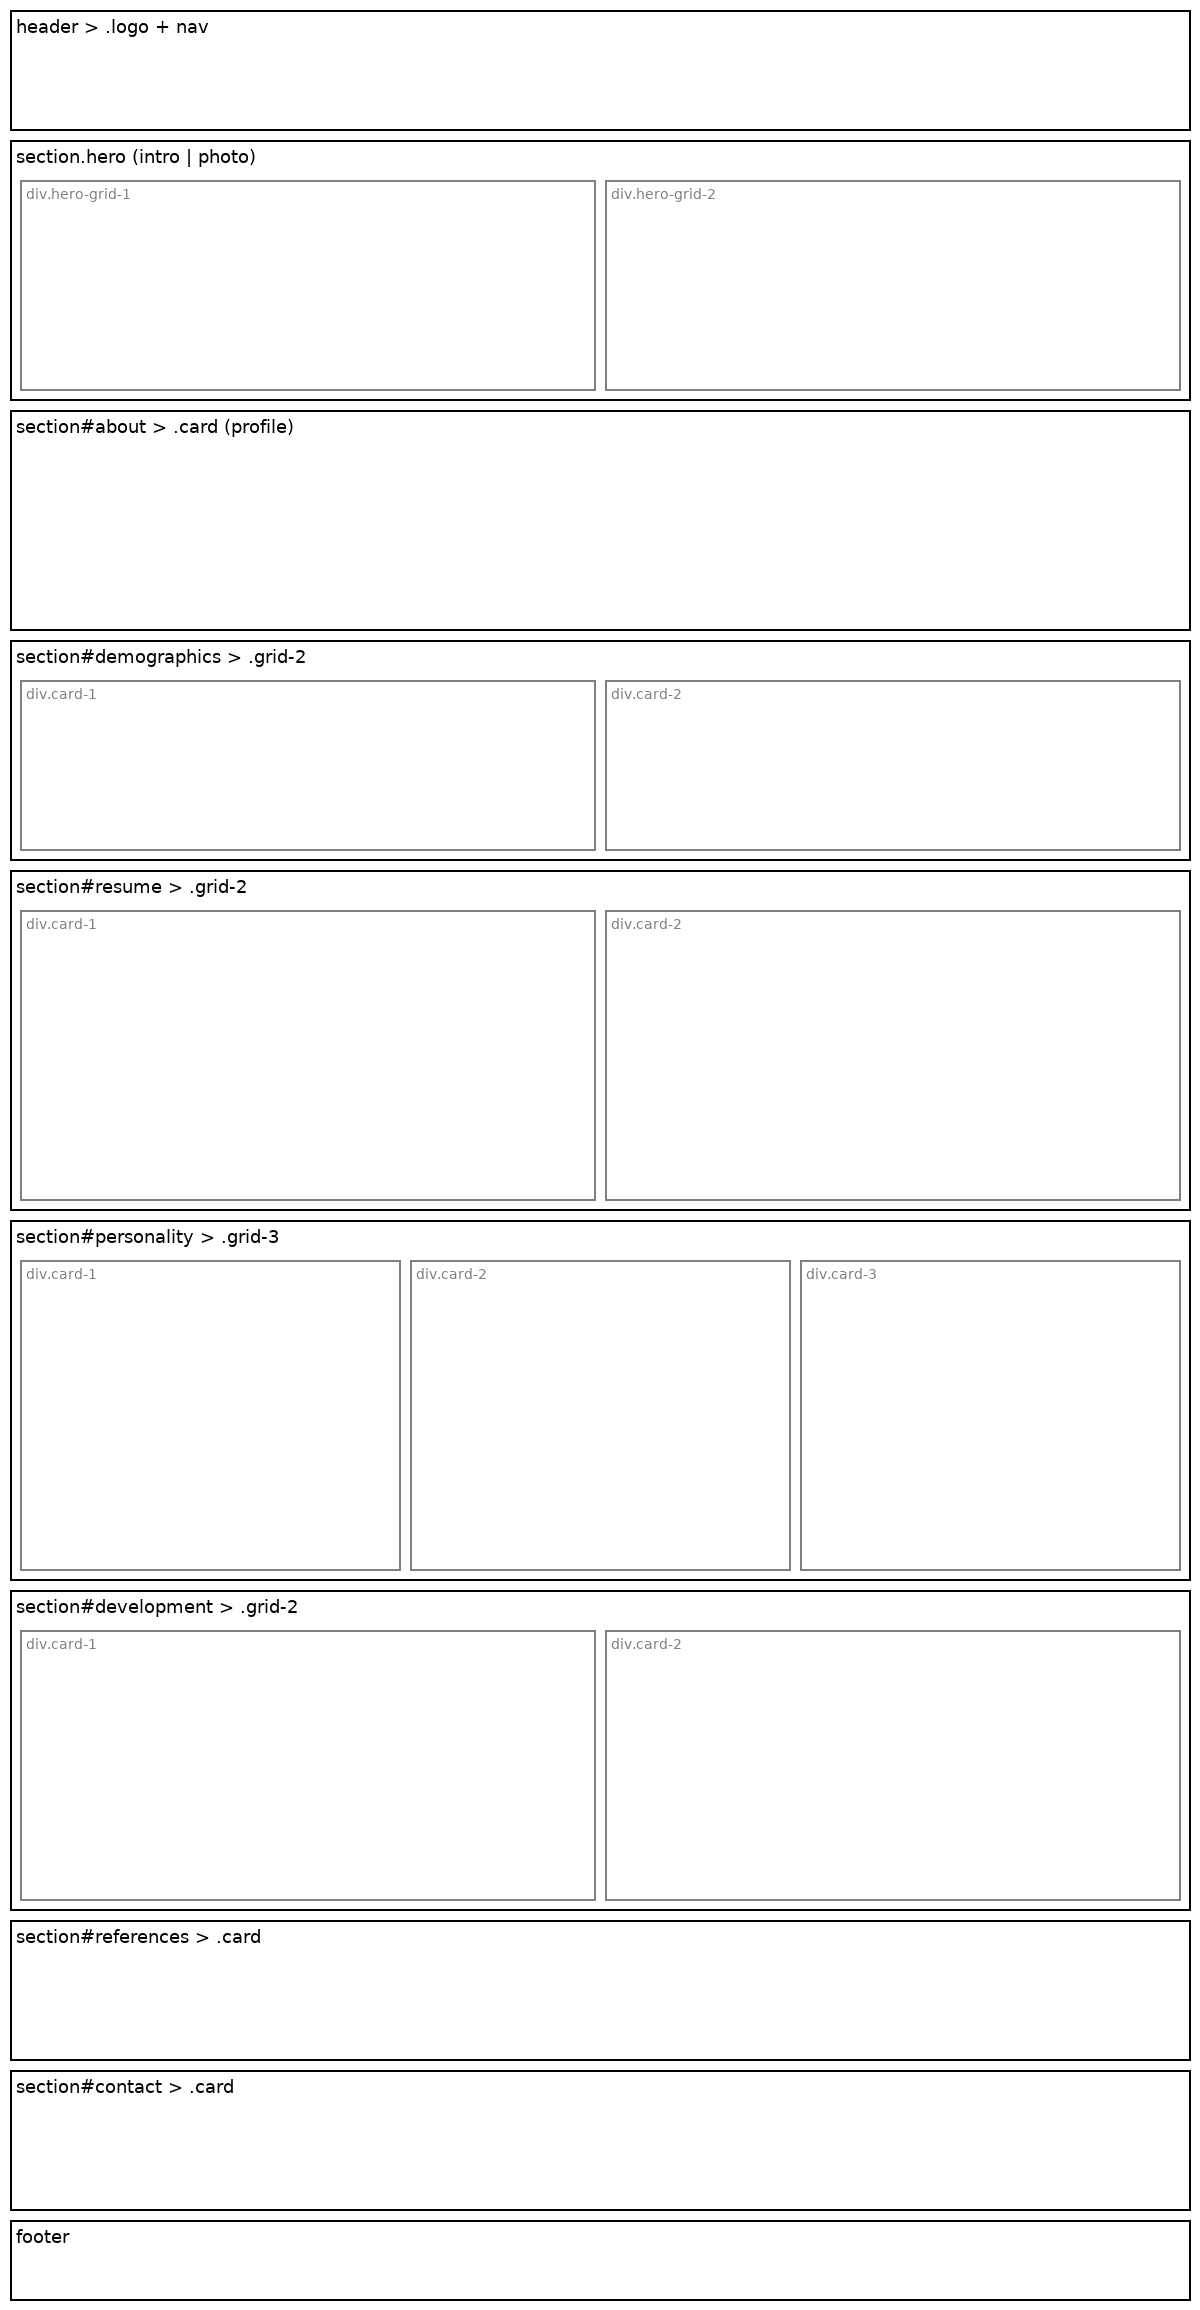 header > .logo + nav
section.hero (intro | photo)
div.hero-grid-1
div.hero-grid-2
section#about > .card (profile)
section#demographics > .grid-2
div.card-1
div.card-2
section#resume > .grid-2
div.card-1
div.card-2
section#personality > .grid-3
div.card-1
div.card-2
div.card-3
section#development > .grid-2
div.card-1
div.card-2
section#references > .card
section#contact > .card
footer